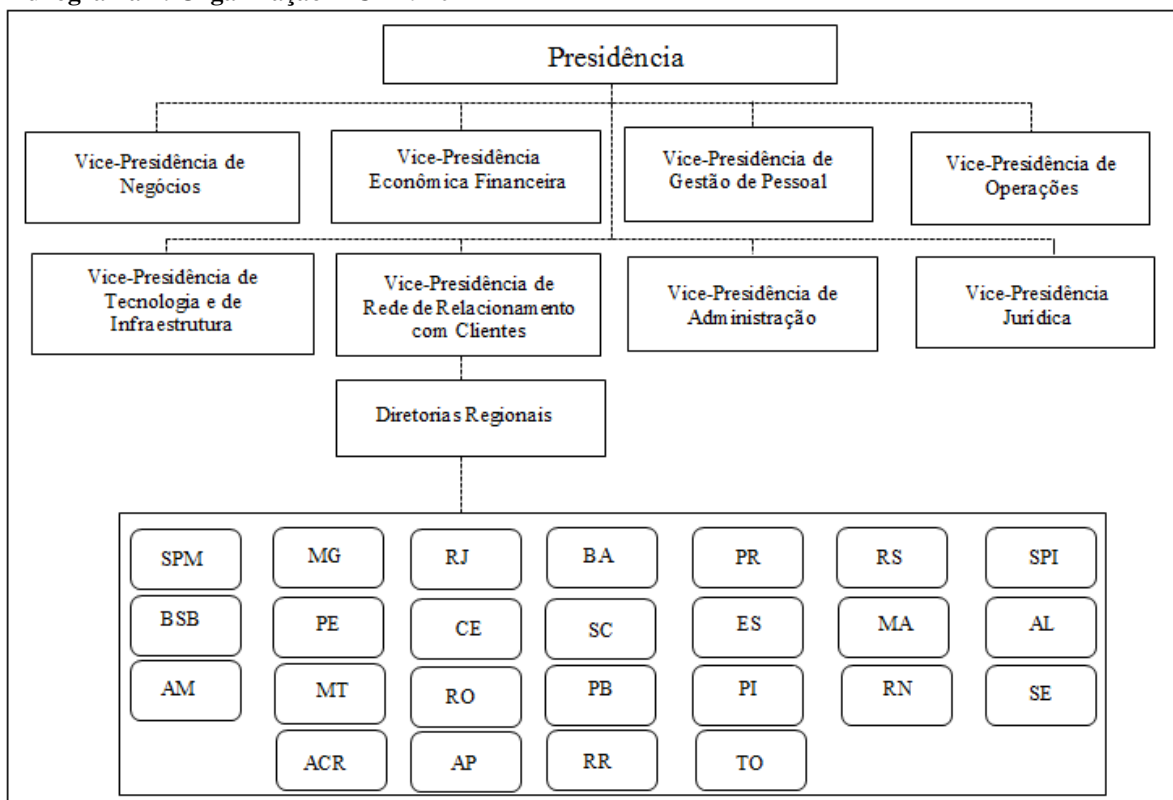 Presidência
Vice-Presidência de
Negócios
Vice-Presidência
Econômica Financeira
Vice-Presidência de
Gestão de Pessoal
Vice-Presidência de
Operações
Vice-Presidência de
Tecnologia e de
Infraestrutura
Vice-Presidência de
Rede de Relacionamento
com Clientes
Vice-Presidência de
Administração
Vice-Presidência
Jurídica
Diretorias Regionais
SPM
MG
RJ
BA
PR
RS
SPI
BSB
PE
CE
SC
ES
MA
AL
AM
MT
RO
PB
PI
RN
SE
ACR
AP
RR
TO